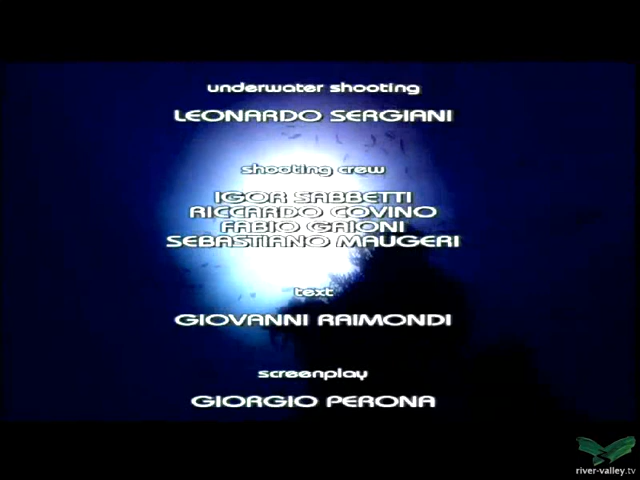 underwater shooting
LEONARDO SERGIANI
shooting crew
IGOR SABBETTI
RICCARDO COVINO
FABIO GAIONI
SEBASTIANO MAUGERI
text
GIOVANNI RAIMONDI
screenplay
GIORGIO PERONA
river-valley.tv